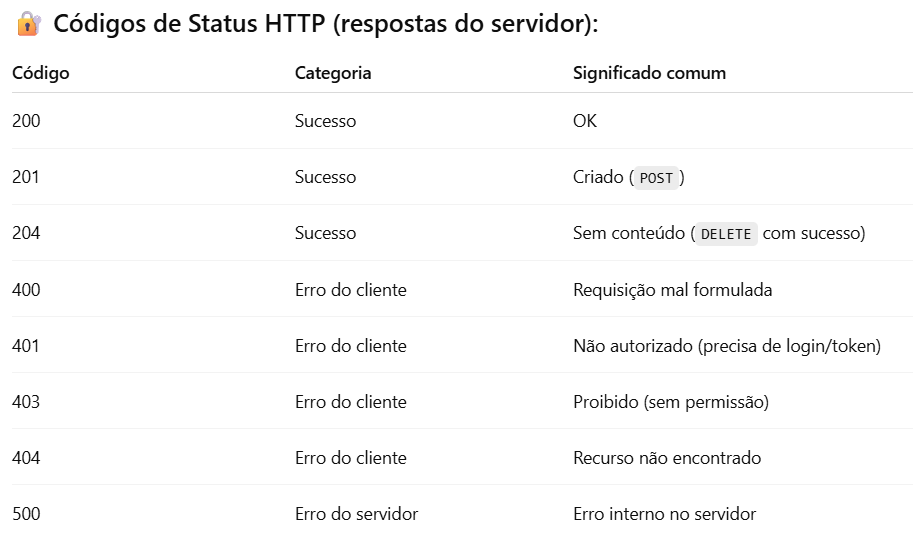 🔐 Códigos de Status HTTP (respostas do servidor):
Código Categoria Significado comum
200 Sucesso OK
201 Sucesso Criado (POST)
204 Sucesso Sem conteúdo (DELETE com sucesso)
400 Erro do cliente Requisição mal formulada
401 Erro do cliente Não autorizado (precisa de login/token)
403 Erro do cliente Proibido (sem permissão)
404 Erro do cliente Recurso não encontrado
500 Erro do servidor Erro interno no servidor